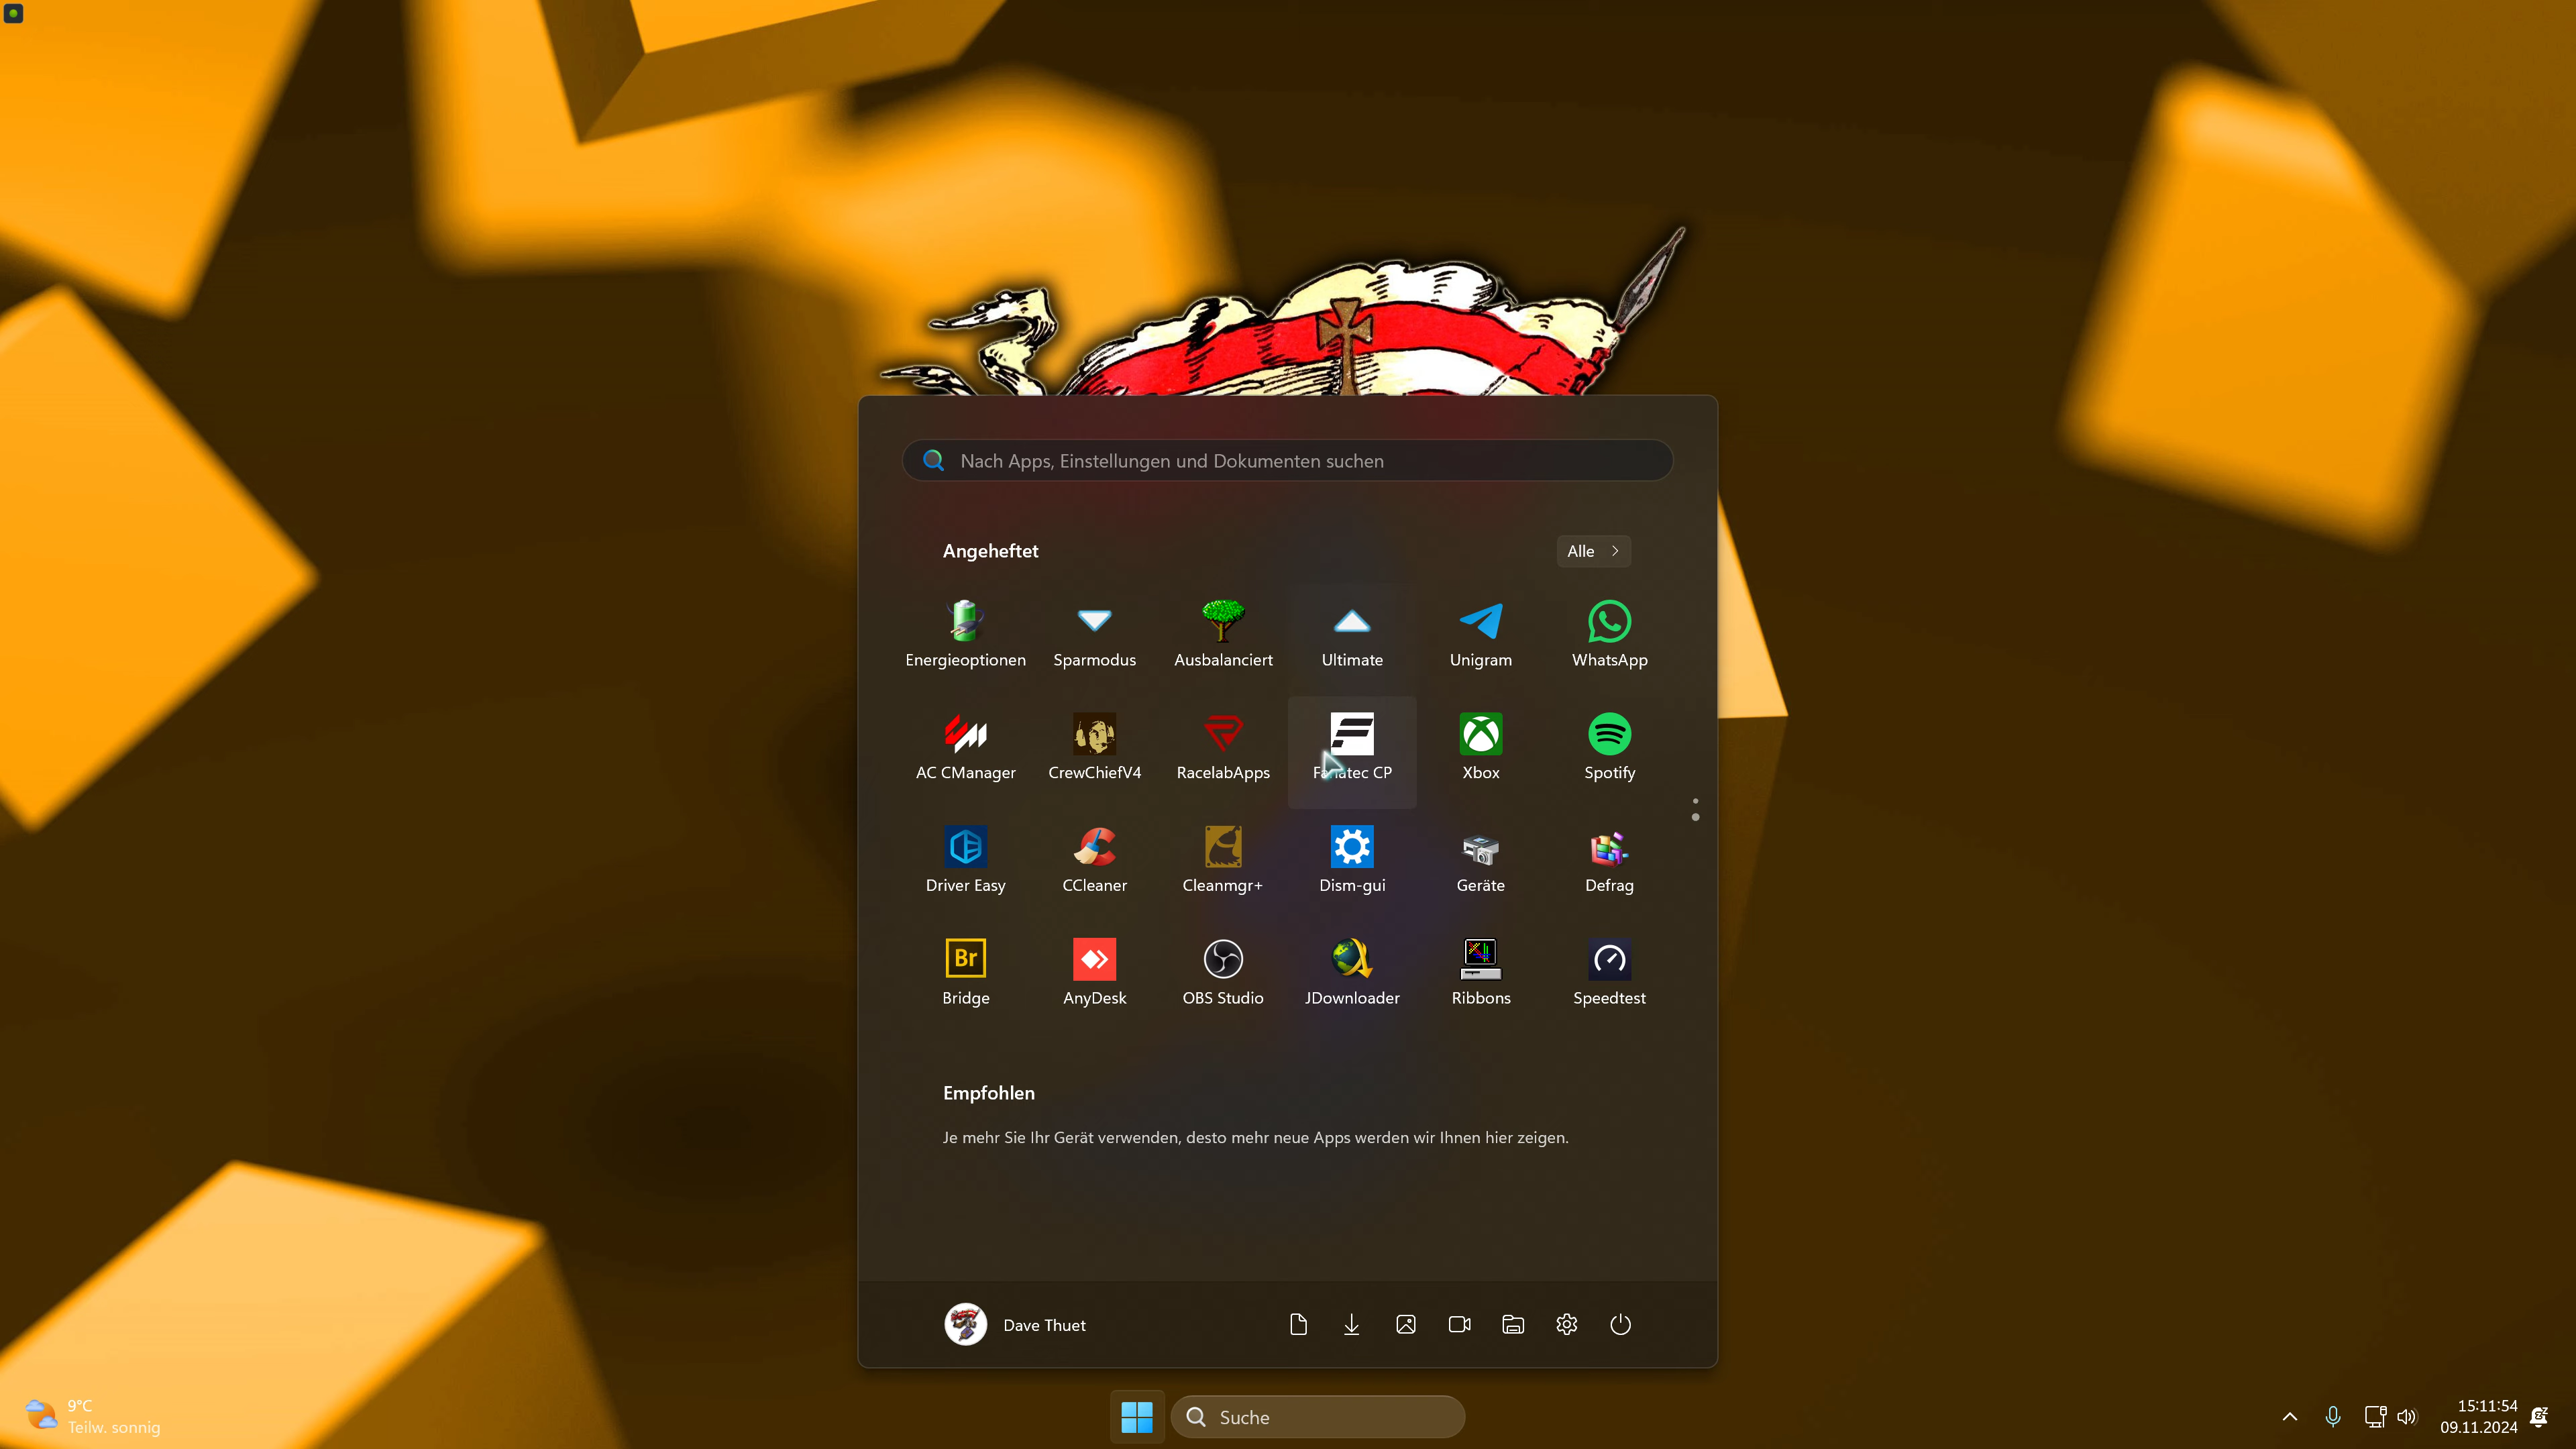 Nach Apps, Einstellungen und Dokumenten suchen
Angeheftet
Alle
Energieoptionen
Sparmodus
Ausbalanciert
Ultimate
Unigram
WhatsApp
AC CManager
CrewChiefV4
RacelabApps
Fanatec CP
Xbox
Spotify
Driver Easy
CCleaner
Cleanmgr+
Dism-gui
Geräte
Defrag
Br
Bridge
AnyDesk
OBS Studio
JDownloader
Ribbons
Speedtest
Empfohlen
Je mehr Sie Ihr Gerät verwenden, desto mehr neue Apps werden wir Ihnen hier zeigen.
Dave Thuet
9°C
Teilw. sonnig
Suche
15:11:54
09.11.2024